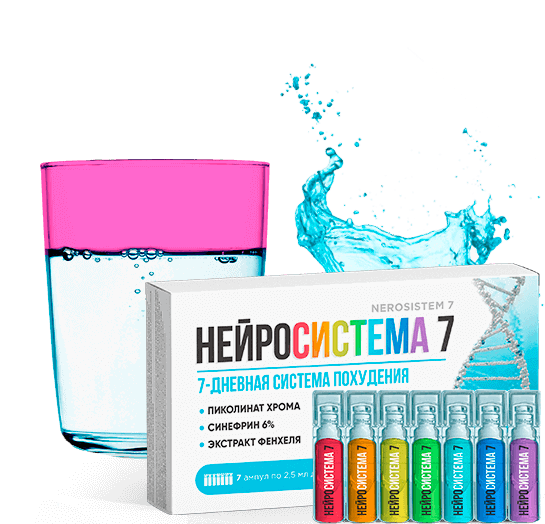 NEROSISTEM 7
НЕЙРОСИСТЕМА 7
7-ДНЕВНАЯ СИСТЕМА ПОХУДЕНИЯ
• ПИКОЛИНАТ ХРОМА
• СИНЕФРИН 6%
• ЭКСТРАКТ ФЕНХЕЛЯ
7 ампул по 2,5 мл
НЕЙРОСИСТЕМА 7
НЕЙРОСИСТЕМА 7
НЕЙРОСИСТЕМА 7
НЕЙРОСИСТЕМА 7
НЕЙРОСИСТЕМА 7
НЕЙРОСИСТЕМА 7
НЕЙРОСИСТЕМА 7